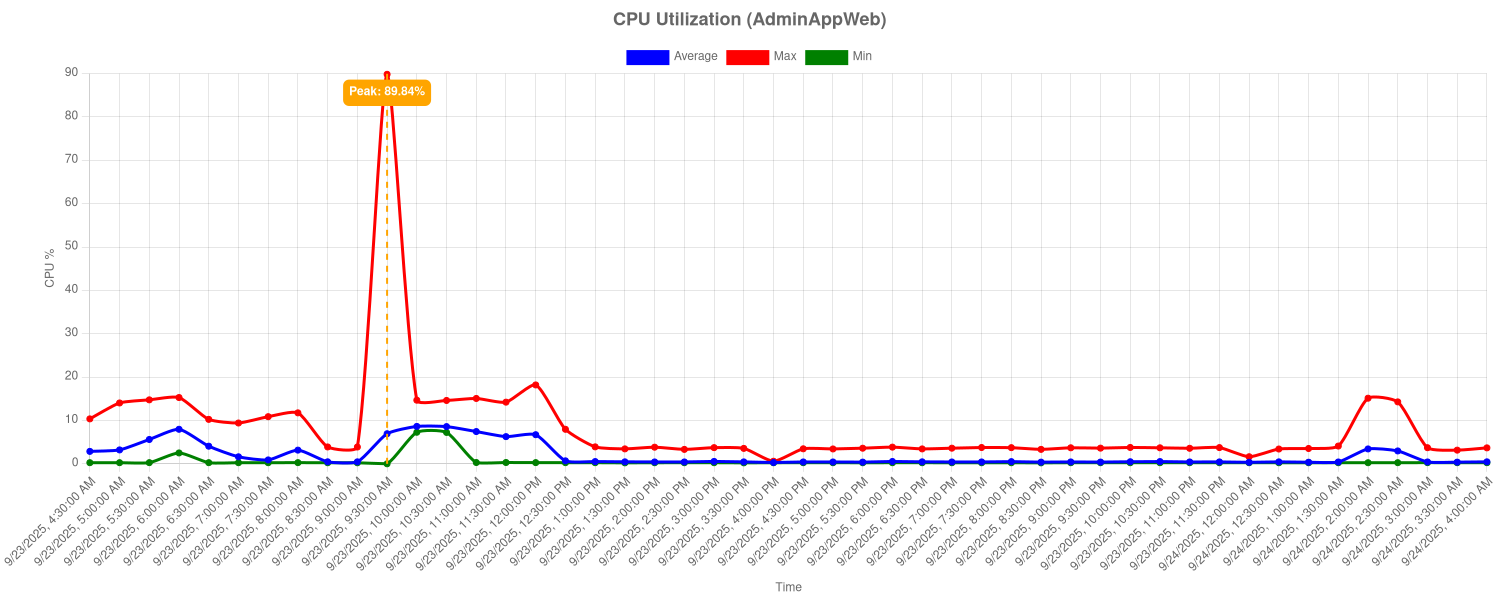 CPU Utilization (AdminAppWeb)
Average Max Min
Peak: 89.84%
CPU %
90
80
70
60
50
40
30
20
10
0
9/23/2025, 4:30:00 AM
9/23/2025, 5:00:00 AM
9/23/2025, 5:30:00 AM
9/23/2025, 6:00:00 AM
9/23/2025, 6:30:00 AM
9/23/2025, 7:00:00 AM
9/23/2025, 7:30:00 AM
9/23/2025, 8:00:00 AM
9/23/2025, 8:30:00 AM
9/23/2025, 9:00:00 AM
9/23/2025, 9:30:00 AM
9/23/2025, 10:00:00 AM
9/23/2025, 10:30:00 AM
9/23/2025, 11:00:00 AM
9/23/2025, 11:30:00 AM
9/23/2025, 12:00:00 PM
9/23/2025, 12:30:00 PM
9/23/2025, 1:00:00 PM
9/23/2025, 1:30:00 PM
9/23/2025, 2:00:00 PM
9/23/2025, 2:30:00 PM
9/23/2025, 3:00:00 PM
9/23/2025, 3:30:00 PM
9/23/2025, 4:00:00 PM
9/23/2025, 4:30:00 PM
9/23/2025, 5:00:00 PM
9/23/2025, 5:30:00 PM
9/23/2025, 6:00:00 PM
9/23/2025, 6:30:00 PM
9/23/2025, 7:00:00 PM
9/23/2025, 7:30:00 PM
9/23/2025, 8:00:00 PM
9/23/2025, 8:30:00 PM
9/23/2025, 9:00:00 PM
9/23/2025, 9:30:00 PM
9/23/2025, 10:00:00 PM
9/23/2025, 10:30:00 PM
9/23/2025, 11:00:00 PM
9/23/2025, 11:30:00 PM
9/24/2025, 12:00:00 AM
9/24/2025, 12:30:00 AM
9/24/2025, 1:00:00 AM
9/24/2025, 1:30:00 AM
9/24/2025, 2:00:00 AM
9/24/2025, 2:30:00 AM
9/24/2025, 3:00:00 AM
9/24/2025, 3:30:00 AM
9/24/2025, 4:00:00 AM
Time